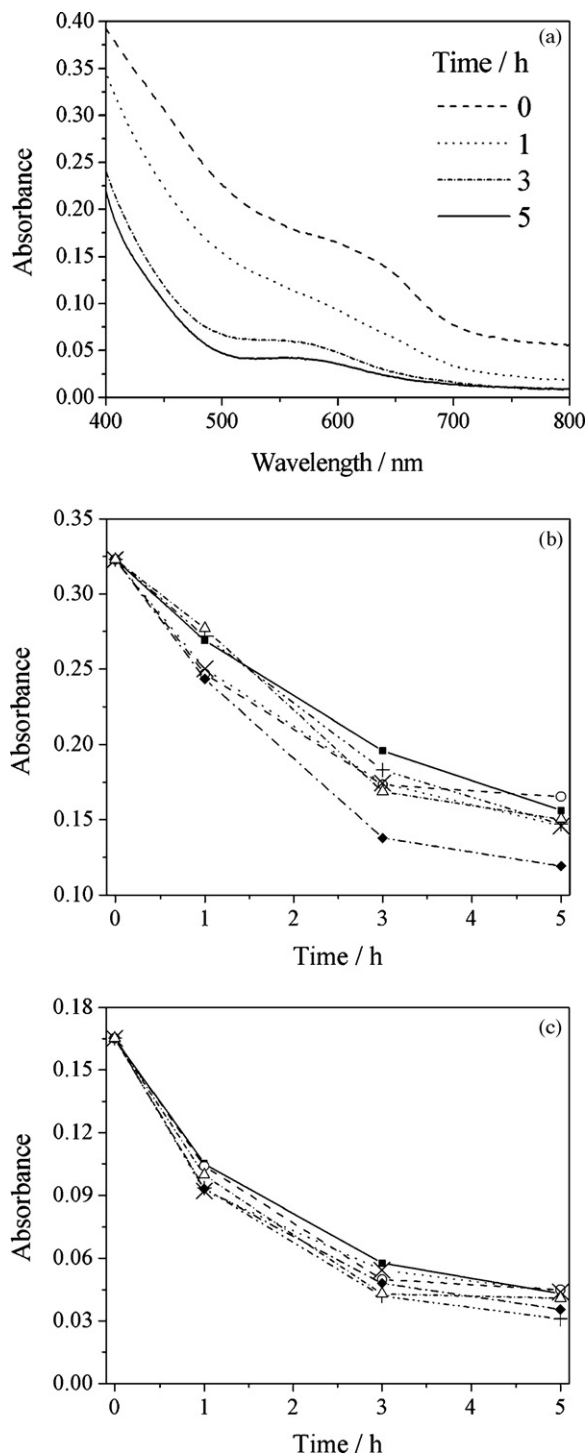 (a)
Time / h
0
1
3
5
0.40
0.35
0.30
0.25
0.20
0.15
0.10
0.05
0.00
Absorbance
400 500 600 700 800
Wavelength / nm
(b)
0.35
0.30
0.25
0.20
0.15
0.10
Absorbance
0 1 2 3 4 5
Time / h
(c)
0.18
0.15
0.12
0.09
0.06
0.03
0.00
Absorbance
0 1 2 3 4 5
Time / h